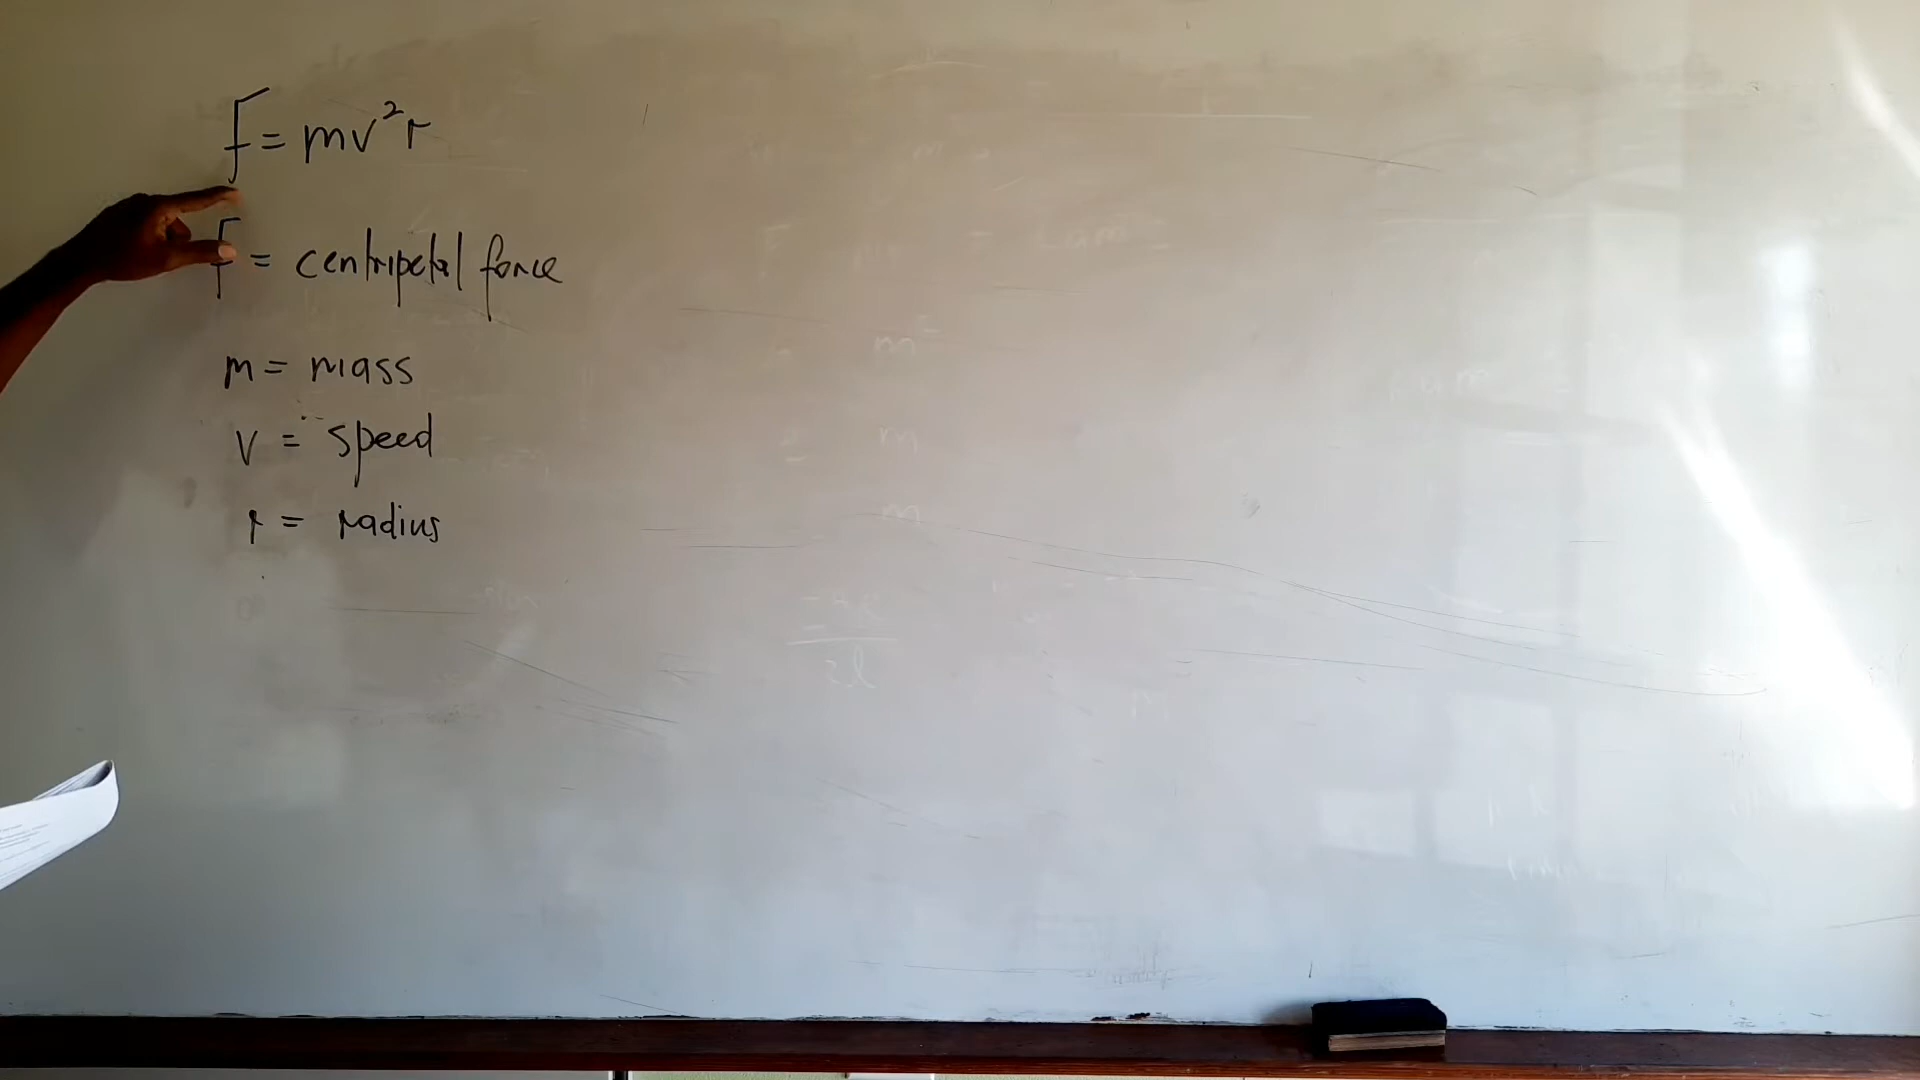 F = mv²r
F = centripetal force
m = mass
v = speed
r = radius